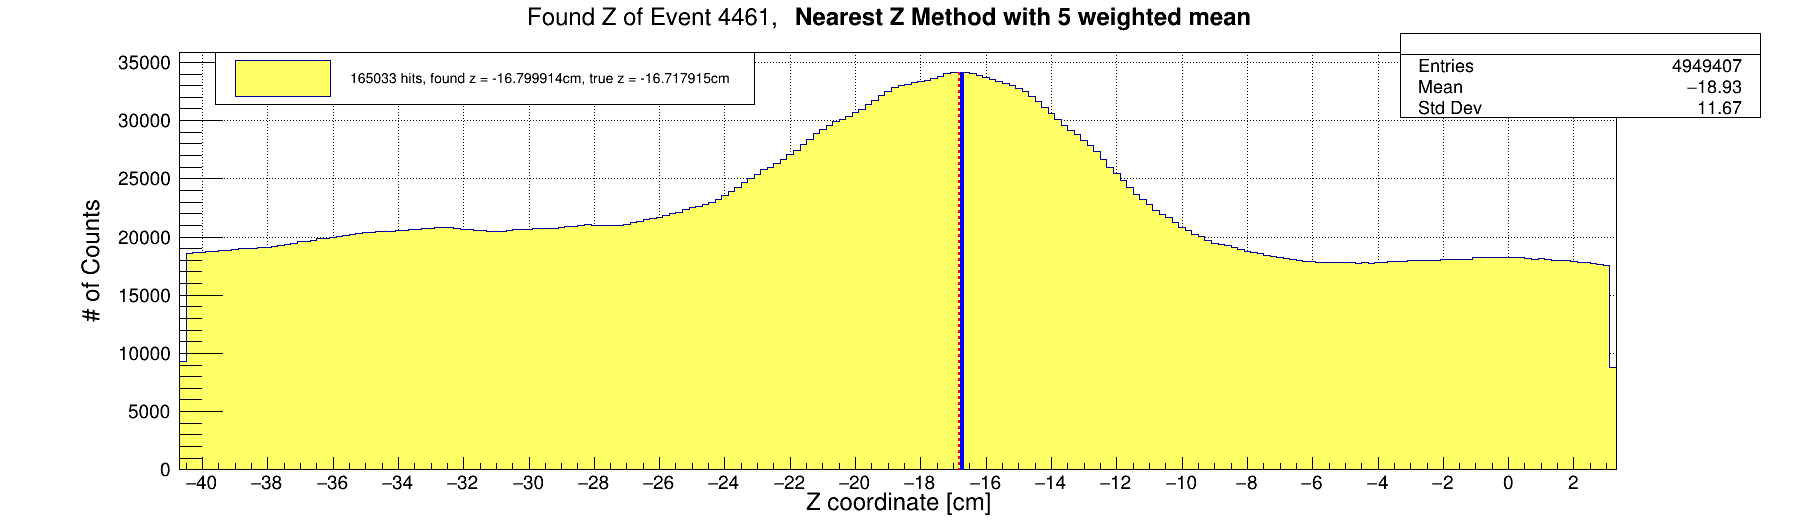 Found Z of Event 4461, Nearest Z Method with 5 weighted mean
165033 hits, found z = -16.799914cm, true z = -16.717915cm
Entries 4949407
Mean −18.93
Std Dev 11.67
# of Counts
35000
30000
25000
20000
15000
10000
5000
0
−40 −38 −36 −34 −32 −30 −28 −26 −24 −22 −20 −18 −16 −14 −12 −10 −8 −6 −4 −2 0 2
Z coordinate [cm]